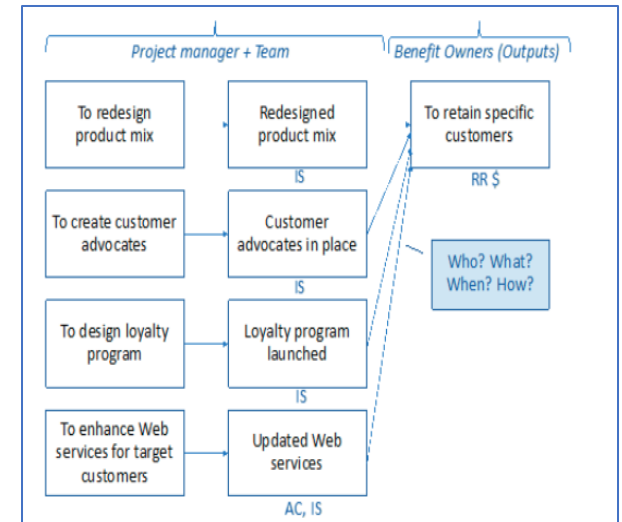 Project manager + Team
Benefit Owners (Outputs)
To redesign
product mix
Redesigned
product mix
IS
To retain specific
customers
RR $
To create customer
advocates
Customer
advocates in place
IS
Who? What?
When? How?
To design loyalty
program
Loyalty program
launched
IS
To enhance Web
services for target
customers
Updated Web
services
AC, IS